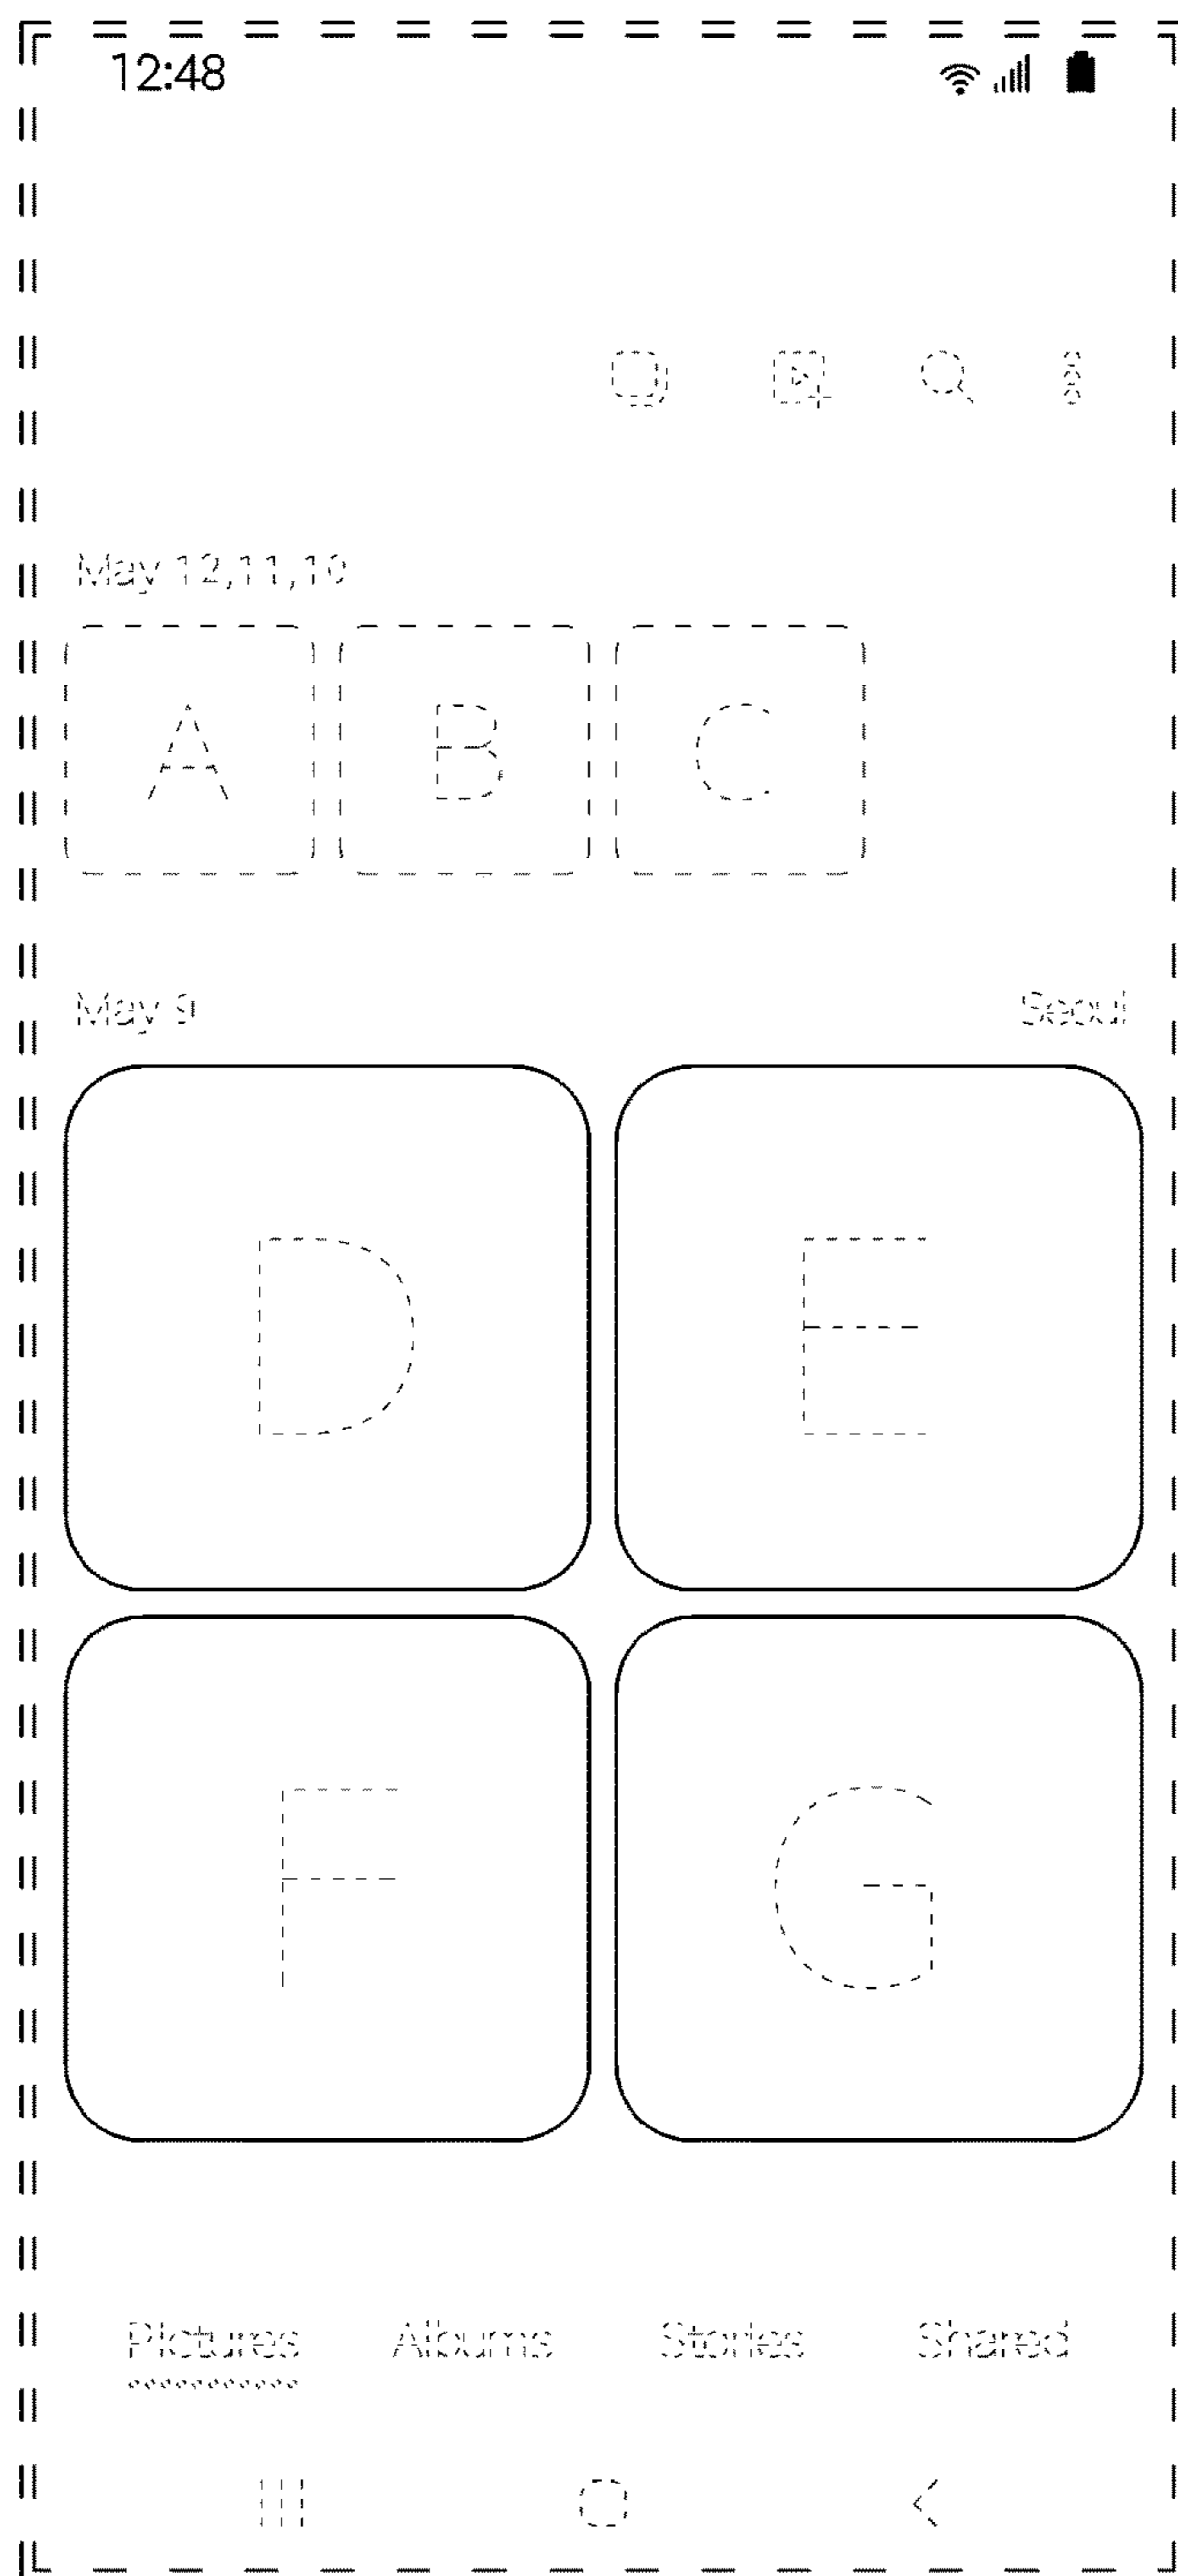 12:48
May 12,11,10
A B C
May 9 Seoul
D E
F G
Pictures Albums Stories Shared